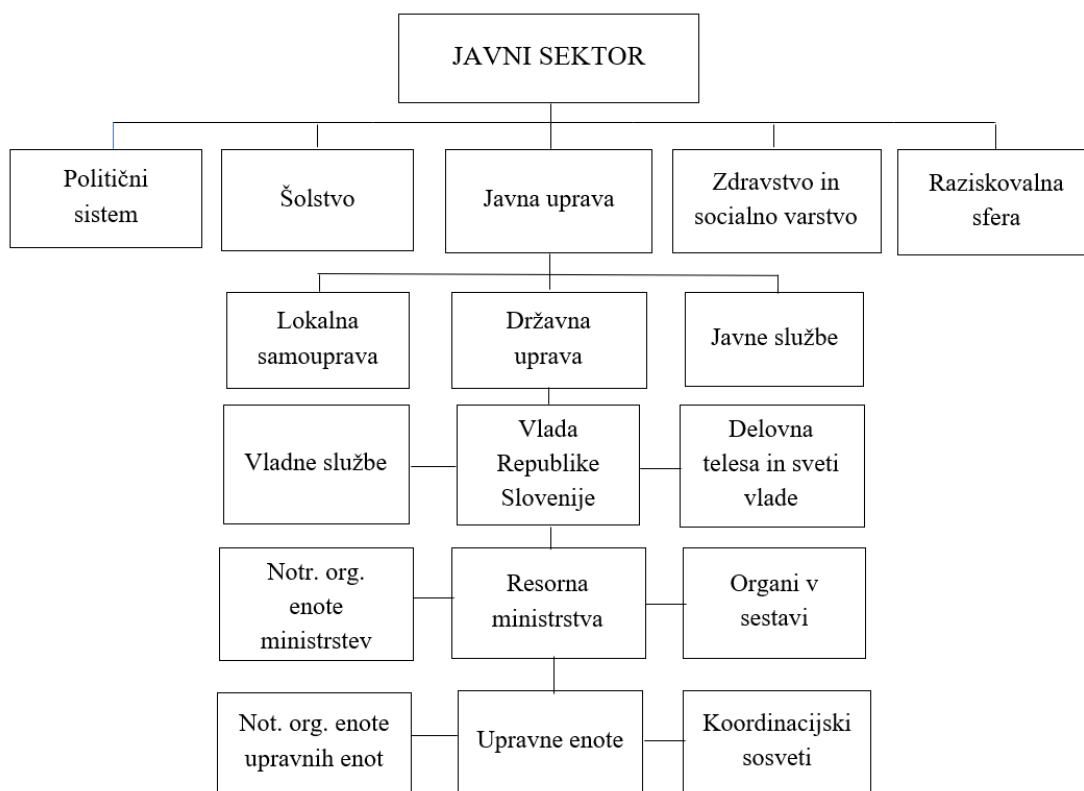 JAVNI SEKTOR
Politični
sistem
Šolstvo
Javna uprava
Zdravstvo in
socialno varstvo
Raziskovalna
sfera
Lokalna
samouprava
Državna
uprava
Javne službe
Vladne službe
Vlada
Republike
Slovenije
Delovna
telesa in sveti
vlade
Notr. org.
enote
ministrstev
Resorna
ministrstva
Organi v
sestavi
Not. org. enote
upravnih enot
Upravne enote
Koordinacijski
sosveti